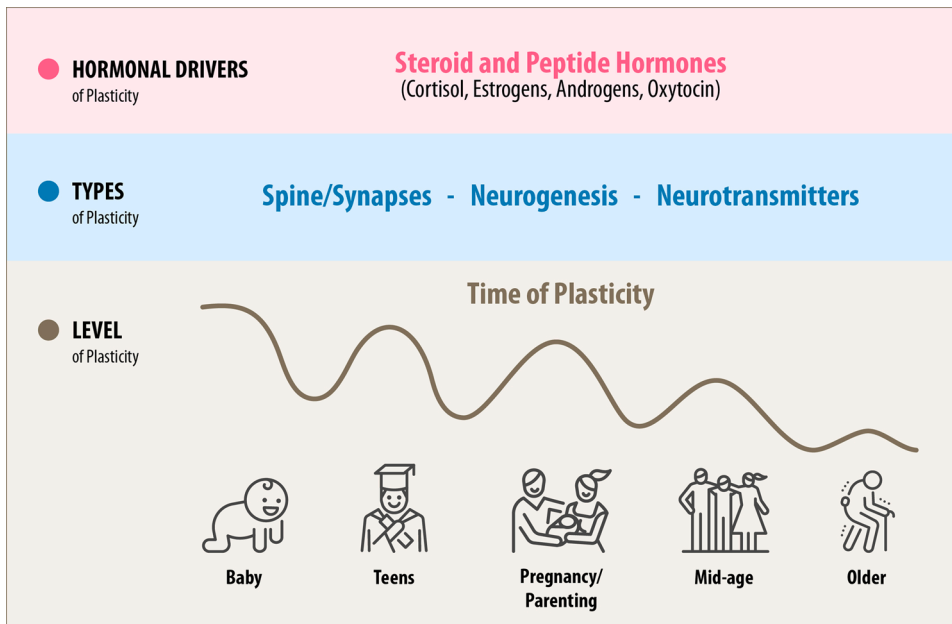 HORMONAL DRIVERS
of Plasticity
Steroid and Peptide Hormones
(Cortisol, Estrogens, Androgens, Oxytocin)
TYPES
of Plasticity
Spine/Synapses - Neurogenesis - Neurotransmitters
Time of Plasticity
LEVEL
of Plasticity
Baby
Teens
Pregnancy/
Parenting
Mid-age
Older